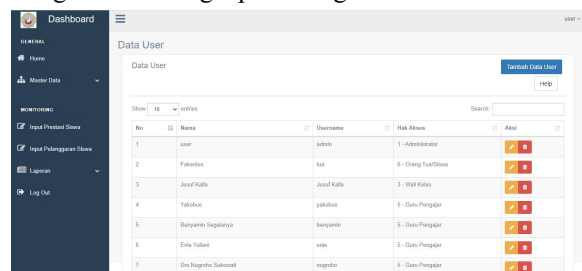 Dashboard
user
GENERAL
Home
Master Data
MONITORING
Input Prestasi Siswa
Input Pelanggaran Siswa
Laporan
Log Out
Data User
Data User
Tambah Data User
Help
Show 10 entries
Search:
No Nama Username Hak Akses Aksi
1 user admin 1 - Administrator
2 Fakentos tua 6 - Orang Tua/Siswa
3 Jusuf Kalla Jusuf Kalla 3 - Wali Kelas
4 Yakobus yakobus 5 - Guru Pengajar
5 Benyamin Segalanya benyamin 5 - Guru Pengajar
6 Enis Yuliani enis 5 - Guru Pengajar
7 Drs.Nugroho Sukowati nugroho 5 - Guru Pengajar